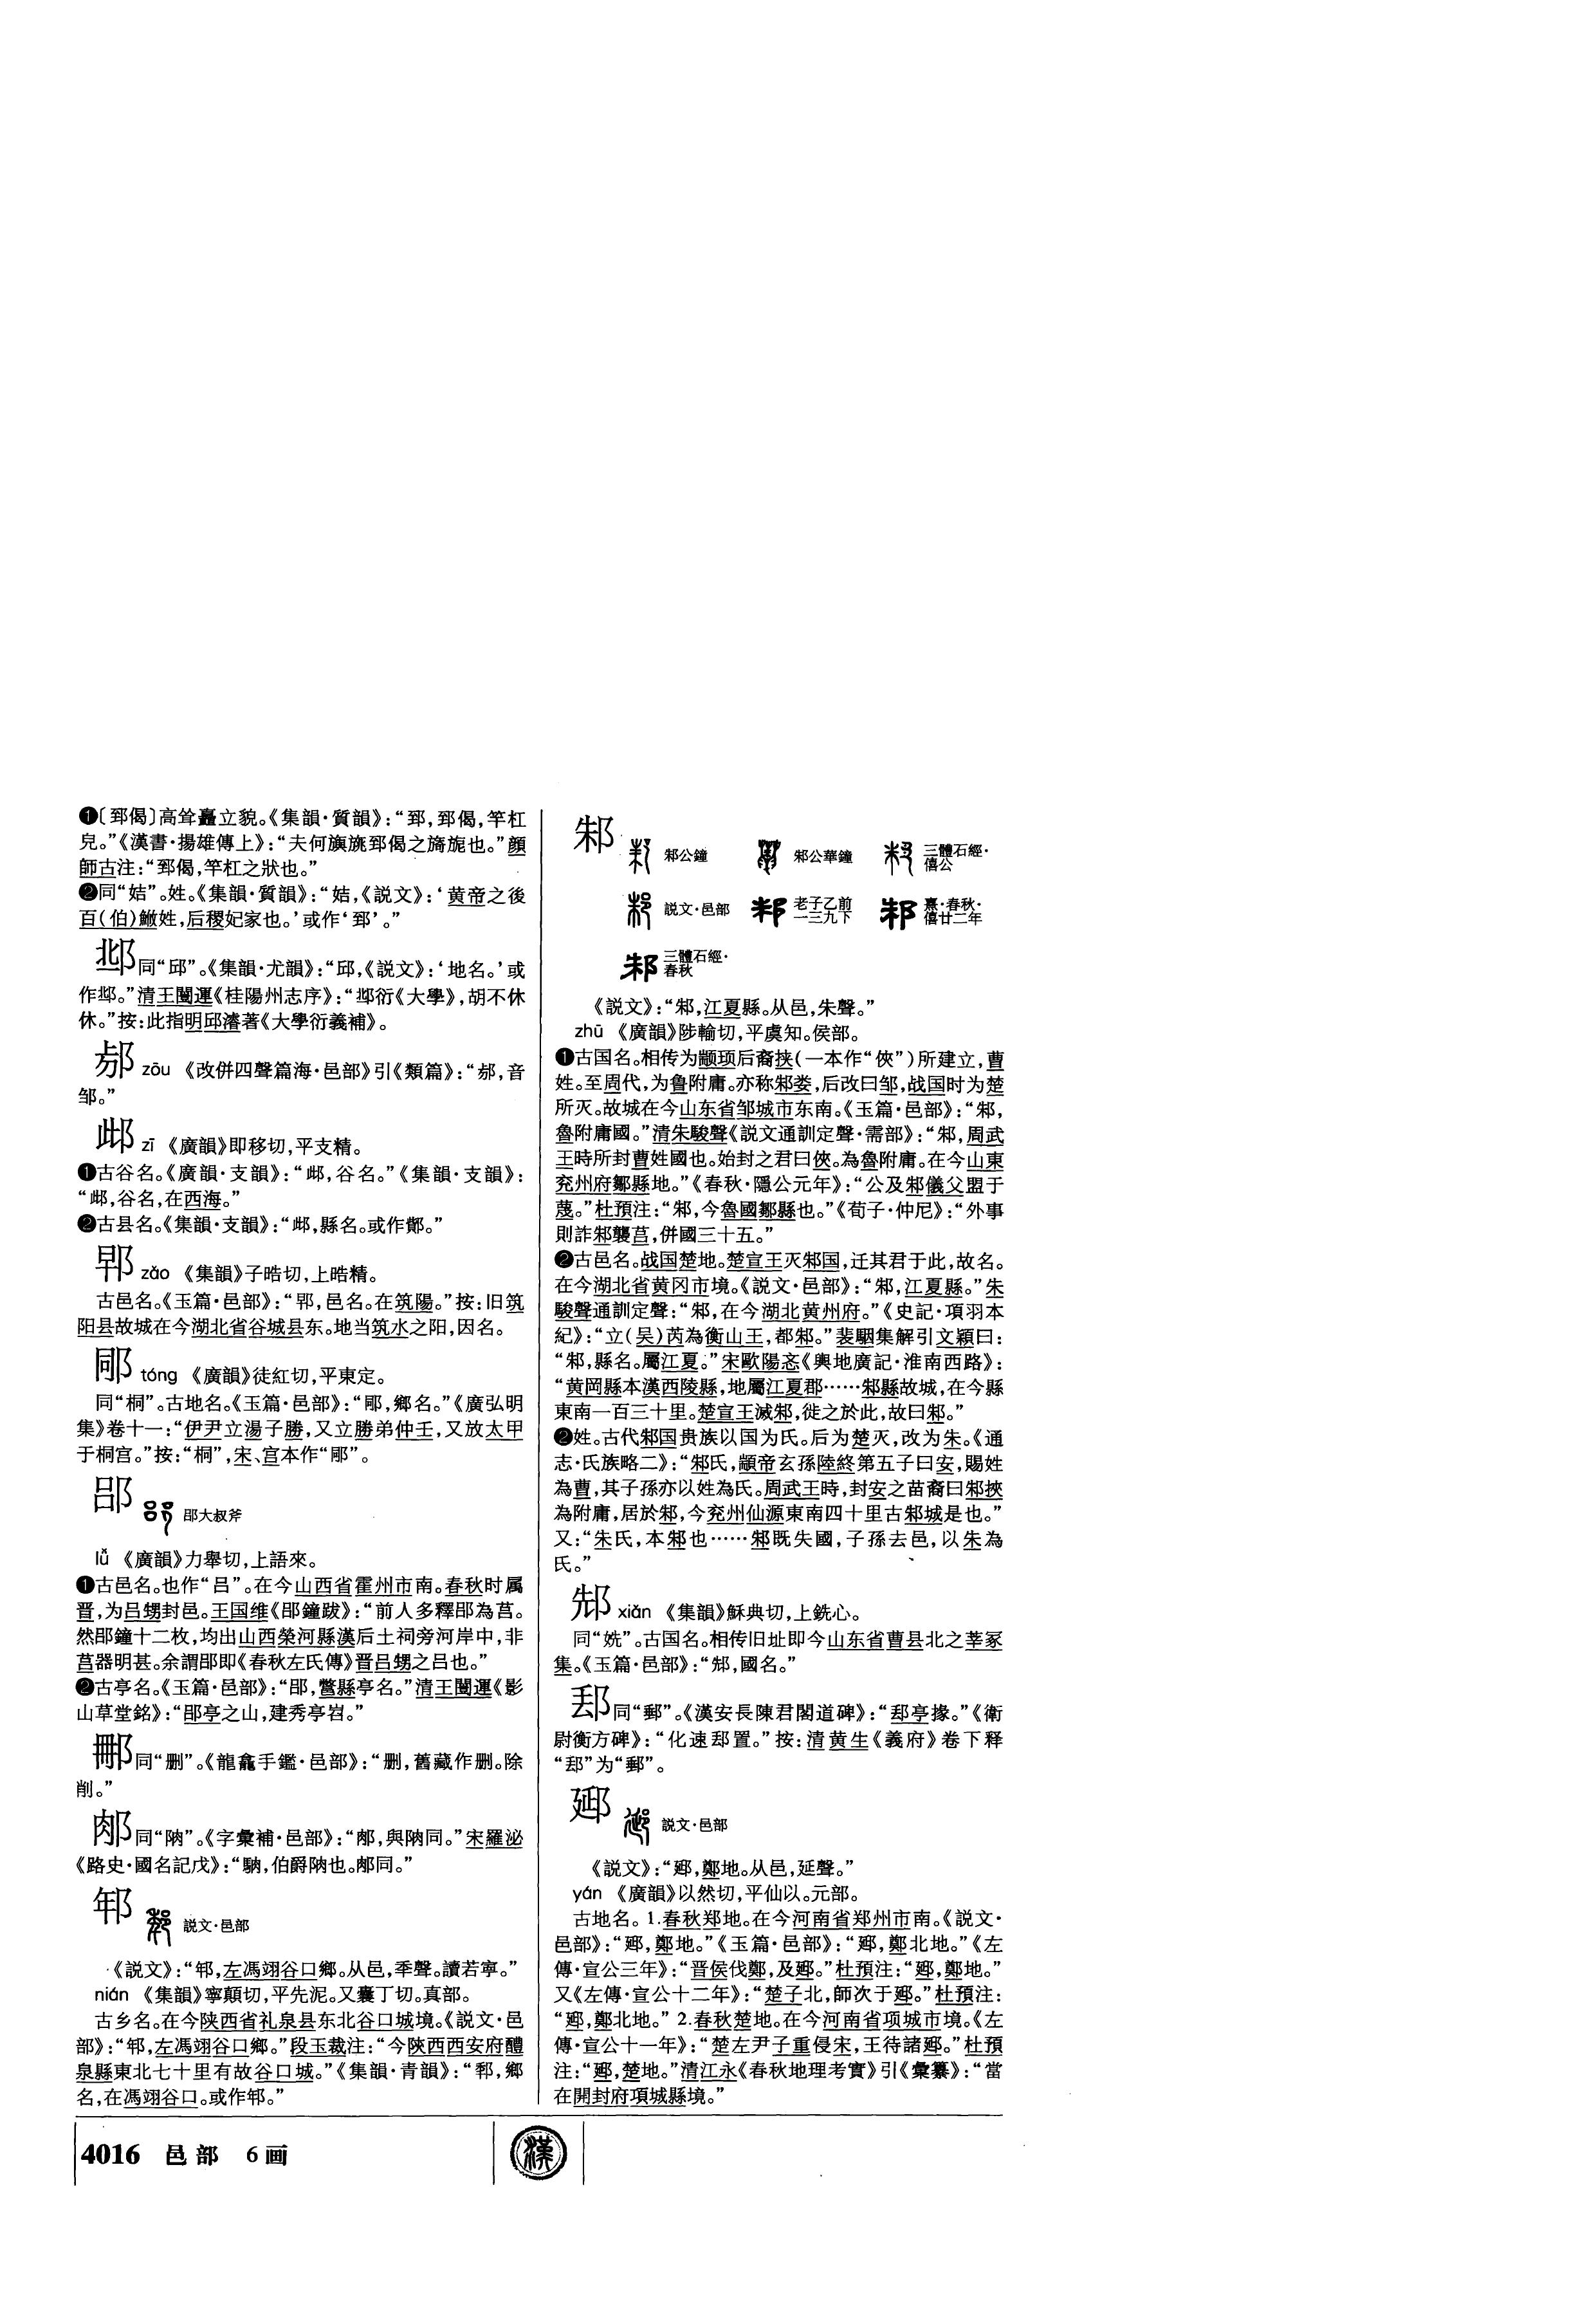 ❶〔郅偈〕高耸矗立貌。《集韻·質韻》：“郅，郅偈，竿杠
皃。”《漢書·揚雄傳上》：“夫何旟旐郅偈之旖旎也。”顔
師古注：“郅偈，竿杠之狀也。”
❷同“姞”。姓。《集韻·質韻》：“姞，《説文》：‘黄帝之後
百(伯)鯈姓，后稷妃家也。’或作‘郅’。”
同“邱”。《集韻·尤韻》：“邱，《説文》：‘地名。’或
作。”清王闓運《桂陽州志序》：“衍《大學》，胡不休
休。”按：此指明邱濬著《大學衍義補》。
zōu 《改併四聲篇海·邑部》引《類篇》：“，音
邹。”
zī 《廣韻》即移切，平支精。
❶古谷名。《廣韻·支韻》：“，谷名。”《集韻·支韻》：
“，谷名，在西海。”
❷古县名。《集韻·支韻》：“，縣名。或作鄑。”
zǎo 《集韻》子晧切，上晧精。
古邑名。《玉篇·邑部》：“，邑名。在筑陽。”按：旧筑
阳县故城在今湖北省谷城县东。地当筑水之阳，因名。
郮 tóng 《廣韻》徒紅切，平東定。
同“桐”。古地名。《玉篇·邑部》：“，鄉名。”《廣弘明
集》卷十一：“伊尹立湯子勝，又立勝弟仲壬，又放太甲
于桐宫。”按：“桐”，宋、宫本作“”。
郘 郘大叔斧
lǚ 《廣韻》力舉切，上語來。
❶古邑名。也作“吕”。在今山西省霍州市南。春秋时属
晋，为吕甥封邑。王国维《郘鐘跋》：“前人多釋郘為莒。
然郘鐘十二枚，均出山西榮河縣漢后土祠旁河岸中，非
莒器明甚。余謂郘即《春秋左氏傳》晋吕甥之吕也。”
❷古亭名。《玉篇·邑部》：“郘，鄨縣亭名。”清王闓運《影
山草堂銘》：“郘亭之山，建秀亭岧。”
同“删”。《龍龕手鑑·邑部》：“删，舊藏作删。除
削。”
同“䏜”。《字彙補·邑部》：“，與同。”宋羅泌
《路史·國名記戊》：“，伯爵也。同。”
邾 説文·邑部
《説文》：“，左馮翊谷口鄉。从邑，秊聲。讀若寧。”
nián 《集韻》寧顛切，平先泥。又囊丁切。真部。
古乡名。在今陕西省礼泉县东北谷口城境。《説文·邑
部》：“，左馮翊谷口鄉。”段玉裁注：“今陝西西安府醴
泉縣東北七十里有故谷口城。”《集韻·青韻》：“，鄉
名，在馮翊谷口。或作。”
邾 邾公鐘 邾公華鐘 三體石經·僖公
説文·邑部 老子乙前一三九下 熹·春秋·僖廿二年
三體石經·春秋
《説文》：“邾，江夏縣。从邑，朱聲。”
zhū 《廣韻》陟輸切，平虞知。侯部。
❶古国名。相传为颛顼后裔挟(一本作“俠”)所建立，曹
姓。至周代，为鲁附庸。亦称邾娄，后改曰邹，战国时为楚
所灭。故城在今山东省邹城市东南。《玉篇·邑部》：“邾，
魯附庸國。”清朱駿聲《説文通訓定聲·需部》：“邾，周武
王時所封曹姓國也。始封之君曰俠。為魯附庸。在今山東
兖州府鄒縣地。”《春秋·隱公元年》：“公及邾儀父盟于
蔑。”杜預注：“邾，今魯國鄒縣也。”《荀子·仲尼》：“外事
則詐邾襲莒，併國三十五。”
❷古邑名。战国楚地。楚宣王灭邾国，迁其君于此，故名。
在今湖北省黄冈市境。《説文·邑部》：“邾，江夏縣。”朱
駿聲通訓定聲：“邾，在今湖北黄州府。”《史記·項羽本
紀》：“立(吴)芮為衡山王，都邾。”裴駰集解引文穎曰：
“邾，縣名。屬江夏。”宋歐陽忞《輿地廣記·淮南西路》：
“黄岡縣本漢西陵縣，地屬江夏郡……邾縣故城，在今縣
東南一百三十里。楚宣王滅邾，徙之於此，故曰邾。”
❷姓。古代邾国贵族以国为氏。后为楚灭，改为朱。《通
志·氏族略二》：“邾氏，顓帝玄孫陸終第五子曰安，賜姓
為曹，其子孫亦以姓為氏。周武王時，封安之苗裔曰邾挾
為附庸，居於邾，今兖州仙源東南四十里古邾城是也。”
又：“朱氏，本邾也……邾既失國，子孫去邑，以朱為
氏。”
xiǎn 《集韻》穌典切，上銑心。
同“姺”。古国名。相传旧址即今山东省曹县北之莘冢
集。《玉篇·邑部》：“，國名。”
同“郵”。《漢安長陳君閣道碑》：“亭掾。”《衛
尉衡方碑》：“化速置。”按：清黄生《義府》卷下释
“”为“郵”。
郔 説文·邑部
《説文》：“郔，鄭地。从邑，延聲。”
yán 《廣韻》以然切，平仙以。元部。
古地名。1.春秋郑地。在今河南省郑州市南。《説文·
邑部》：“郔，鄭地。”《玉篇·邑部》：“郔，鄭北地。”《左
傳·宣公三年》：“晋侯伐鄭，及郔。”杜預注：“郔，鄭地。”
又《左傳·宣公十二年》：“楚子北，師次于郔。”杜預注：
“郔，鄭北地。”2.春秋楚地。在今河南省项城市境。《左
傳·宣公十一年》：“楚左尹子重侵宋，王待諸郔。”杜預
注：“郔，楚地。”清江永《春秋地理考實》引《彙纂》：“當
在開封府項城縣境。”
4016 邑部 6画
漢